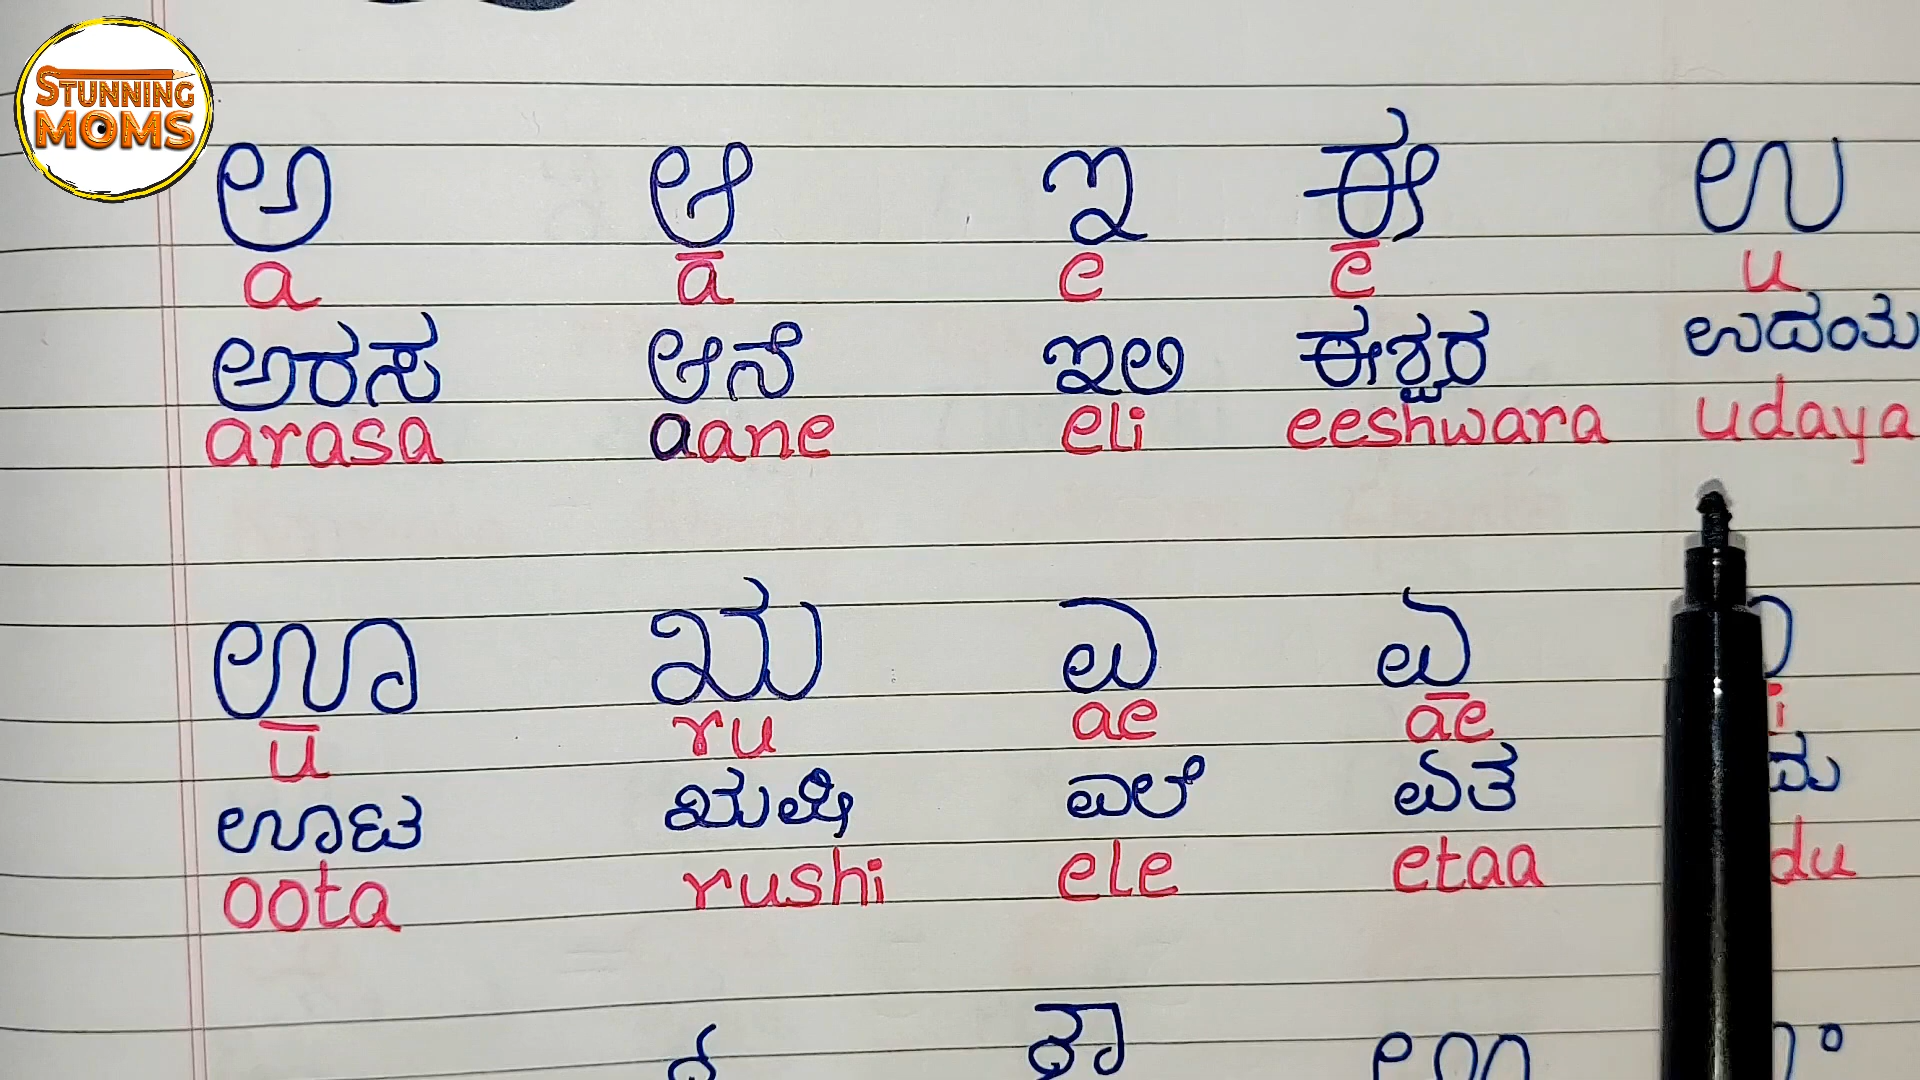 STUNNING
MOMS
ಅ ಆ ಇ ಈ ಉ
a ā e ē u
ಅರಸ ಆನೆ ಇಲಿ ಈಶ್ವರ ಉದಯ
arasa aane eli eeshwara udaya
ಊ ಋ ಎ ಏ
ū ru ae āe
ಊಟ ಋಷಿ ಎಲೆ ಏತ
oota rushi ele etaa